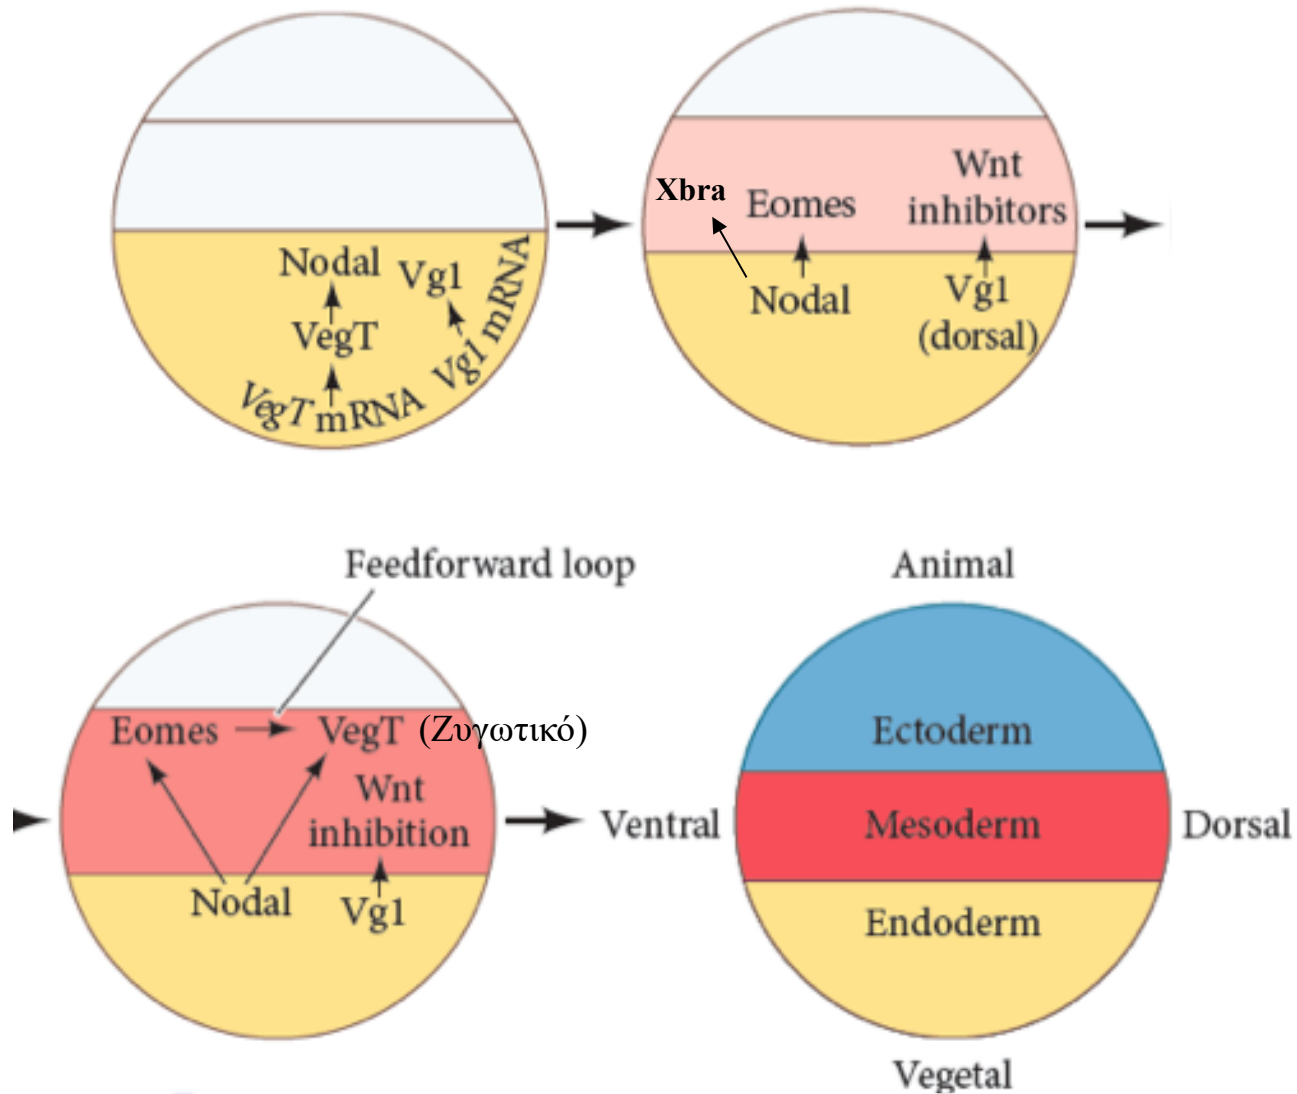 Nodal
Vg1
VegT
VegT mRNA
Vg1 mRNA
Xbra
Eomes
Wnt
inhibitors
Nodal
Vg1
(dorsal)
Feedforward loop
Eomes
VegT
(Ζυγωτικό)
Wnt
inhibition
Nodal
Vg1
Animal
Ectoderm
Ventral
Mesoderm
Dorsal
Endoderm
Vegetal